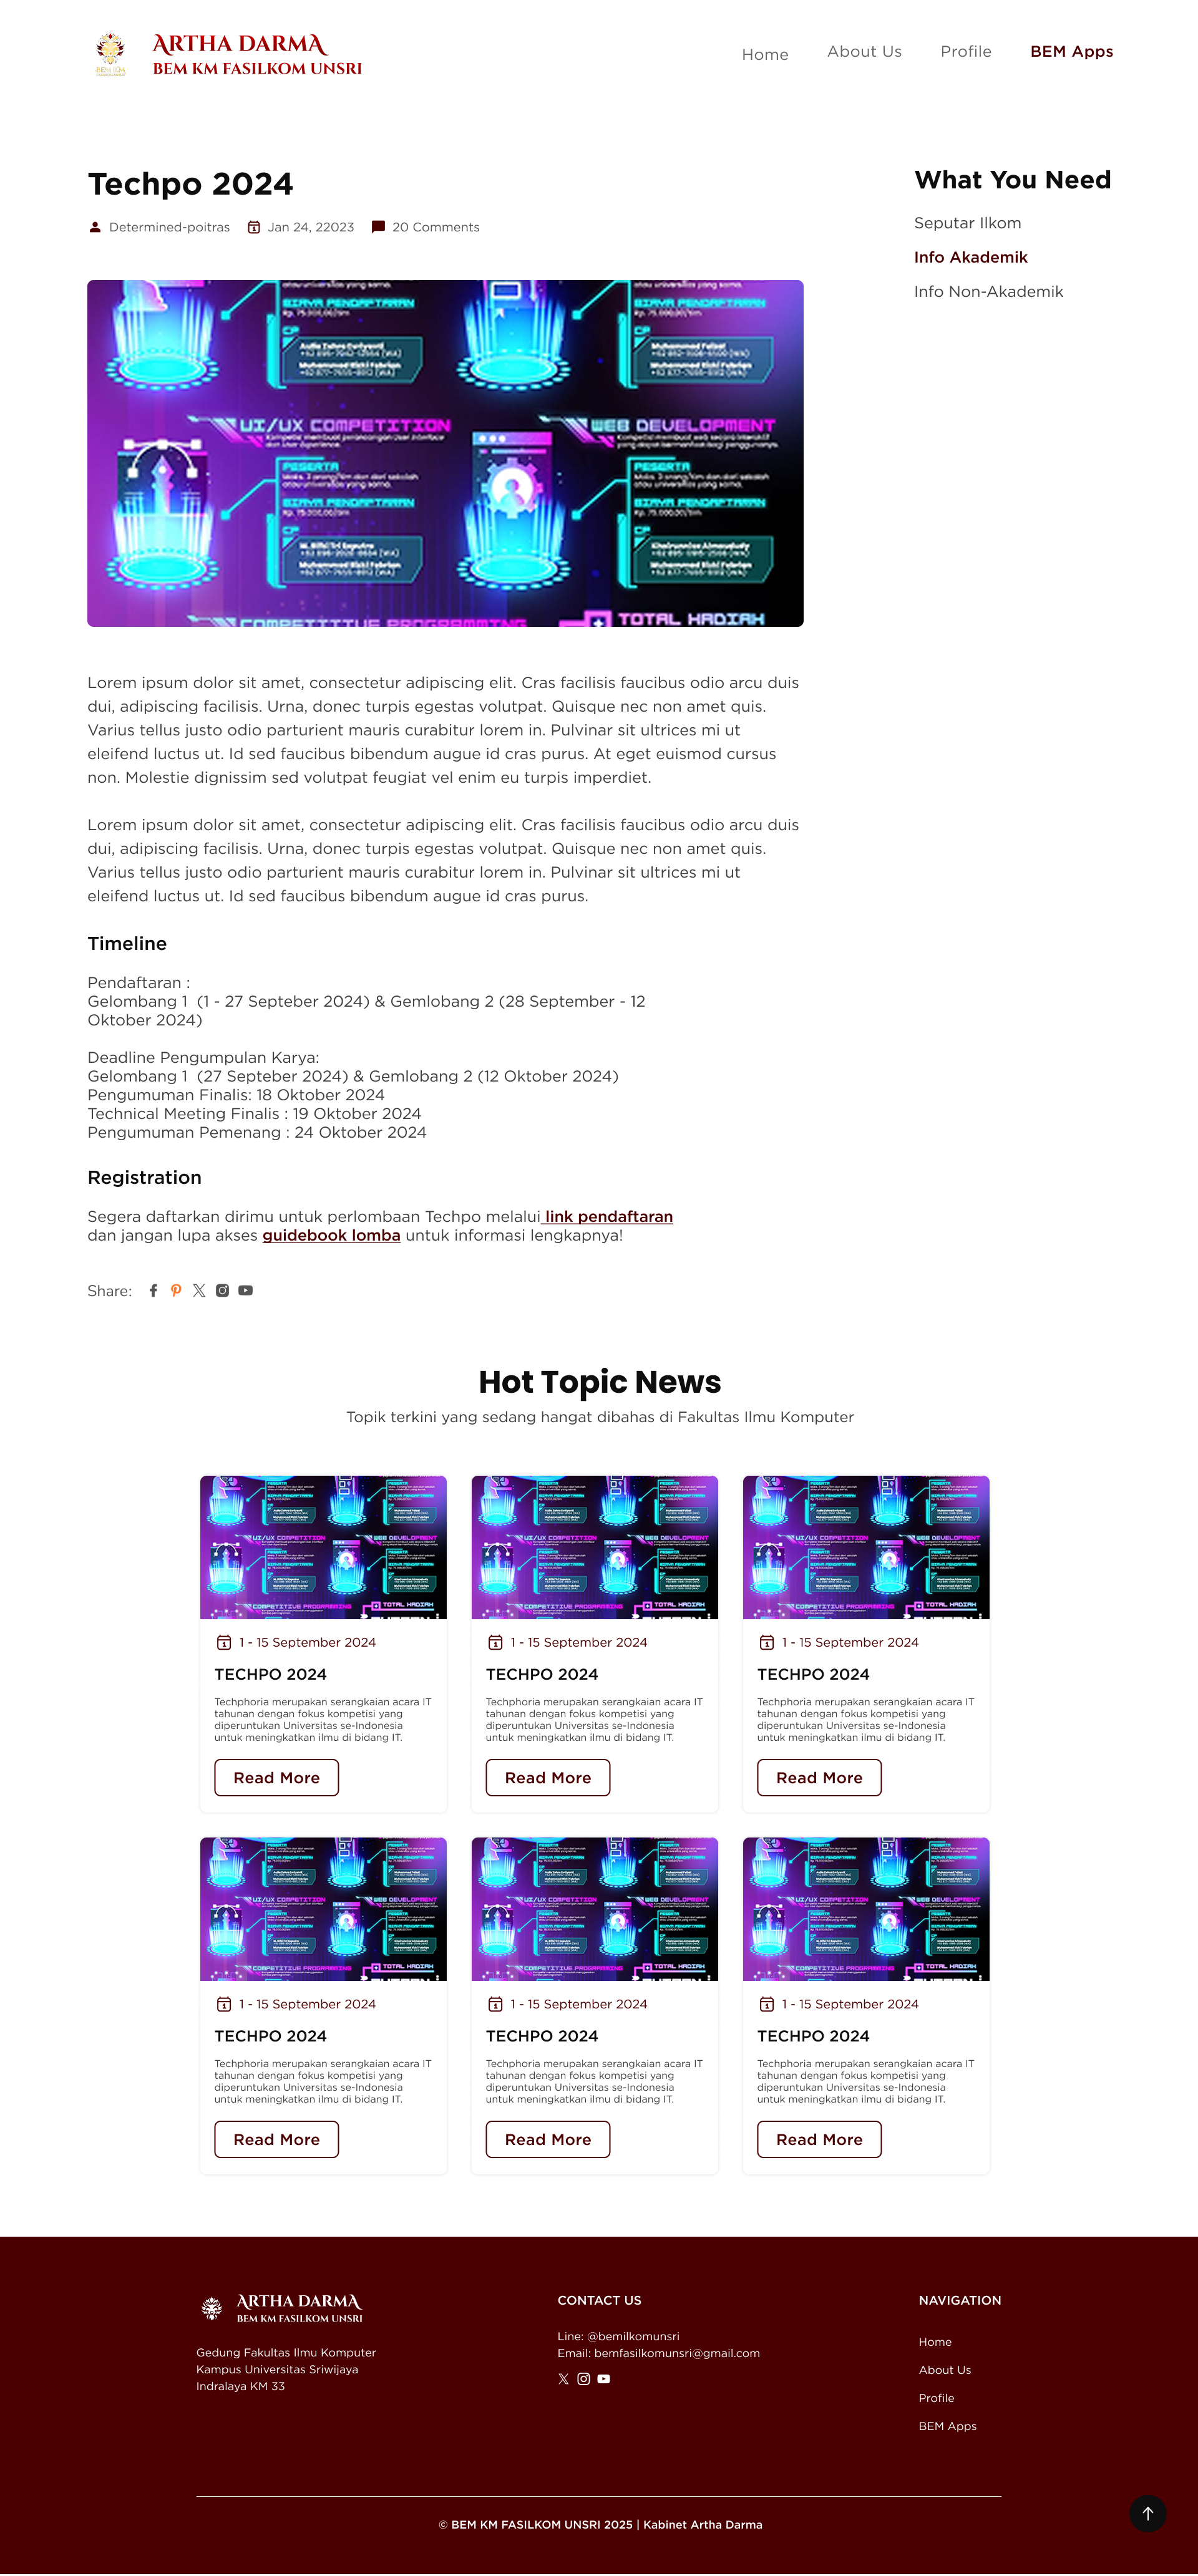 ARTHA DARMA
BEM KM FASILKOM UNSRI
BEM KM
Home
About Us
Profile
BEM Apps
Techpo 2024
Determined-poitras
Jan 24, 22023
20 Comments
What You Need
Seputar Ilkom
Info Akademik
Info Non-Akademik
BIAYA PENDAFTARAN
BIAYA PENDAFTARAN
CP
CP
UI/UX COMPETITION
WEB DEVELOPMENT
PESERTA
PESERTA
BIAYA PENDAFTARAN
BIAYA PENDAFTARAN
CP
CP
COMPETITIVE PROGRAMMING
TOTAL HADIAH
Lorem ipsum dolor sit amet, consectetur adipiscing elit. Cras facilisis faucibus odio arcu duis
dui, adipiscing facilisis. Urna, donec turpis egestas volutpat. Quisque nec non amet quis.
Varius tellus justo odio parturient mauris curabitur lorem in. Pulvinar sit ultrices mi ut
eleifend luctus ut. Id sed faucibus bibendum augue id cras purus. At eget euismod cursus
non. Molestie dignissim sed volutpat feugiat vel enim eu turpis imperdiet.
Lorem ipsum dolor sit amet, consectetur adipiscing elit. Cras facilisis faucibus odio arcu duis
dui, adipiscing facilisis. Urna, donec turpis egestas volutpat. Quisque nec non amet quis.
Varius tellus justo odio parturient mauris curabitur lorem in. Pulvinar sit ultrices mi ut
eleifend luctus ut. Id sed faucibus bibendum augue id cras purus.
Timeline
Pendaftaran :
Gelombang 1 (1 - 27 Septeber 2024) & Gemlobang 2 (28 September - 12
Oktober 2024)
Deadline Pengumpulan Karya:
Gelombang 1 (27 Septeber 2024) & Gemlobang 2 (12 Oktober 2024)
Pengumuman Finalis: 18 Oktober 2024
Technical Meeting Finalis : 19 Oktober 2024
Pengumuman Pemenang : 24 Oktober 2024
Registration
Segera daftarkan dirimu untuk perlombaan Techpo melalui link pendaftaran
dan jangan lupa akses guidebook lomba untuk informasi lengkapnya!
Share:
Hot Topic News
Topik terkini yang sedang hangat dibahas di Fakultas Ilmu Komputer
1 - 15 September 2024
TECHPO 2024
Techphoria merupakan serangkaian acara IT
tahunan dengan fokus kompetisi yang
diperuntukan Universitas se-Indonesia
untuk meningkatkan ilmu di bidang IT.
Read More
1 - 15 September 2024
TECHPO 2024
Techphoria merupakan serangkaian acara IT
tahunan dengan fokus kompetisi yang
diperuntukan Universitas se-Indonesia
untuk meningkatkan ilmu di bidang IT.
Read More
1 - 15 September 2024
TECHPO 2024
Techphoria merupakan serangkaian acara IT
tahunan dengan fokus kompetisi yang
diperuntukan Universitas se-Indonesia
untuk meningkatkan ilmu di bidang IT.
Read More
1 - 15 September 2024
TECHPO 2024
Techphoria merupakan serangkaian acara IT
tahunan dengan fokus kompetisi yang
diperuntukan Universitas se-Indonesia
untuk meningkatkan ilmu di bidang IT.
Read More
1 - 15 September 2024
TECHPO 2024
Techphoria merupakan serangkaian acara IT
tahunan dengan fokus kompetisi yang
diperuntukan Universitas se-Indonesia
untuk meningkatkan ilmu di bidang IT.
Read More
1 - 15 September 2024
TECHPO 2024
Techphoria merupakan serangkaian acara IT
tahunan dengan fokus kompetisi yang
diperuntukan Universitas se-Indonesia
untuk meningkatkan ilmu di bidang IT.
Read More
ARTHA DARMA
BEM KM FASILKOM UNSRI
Gedung Fakultas Ilmu Komputer
Kampus Universitas Sriwijaya
Indralaya KM 33
CONTACT US
Line: @bemilkomunsri
Email: bemfasilkomunsri@gmail.com
NAVIGATION
Home
About Us
Profile
BEM Apps
© BEM KM FASILKOM UNSRI 2025 | Kabinet Artha Darma